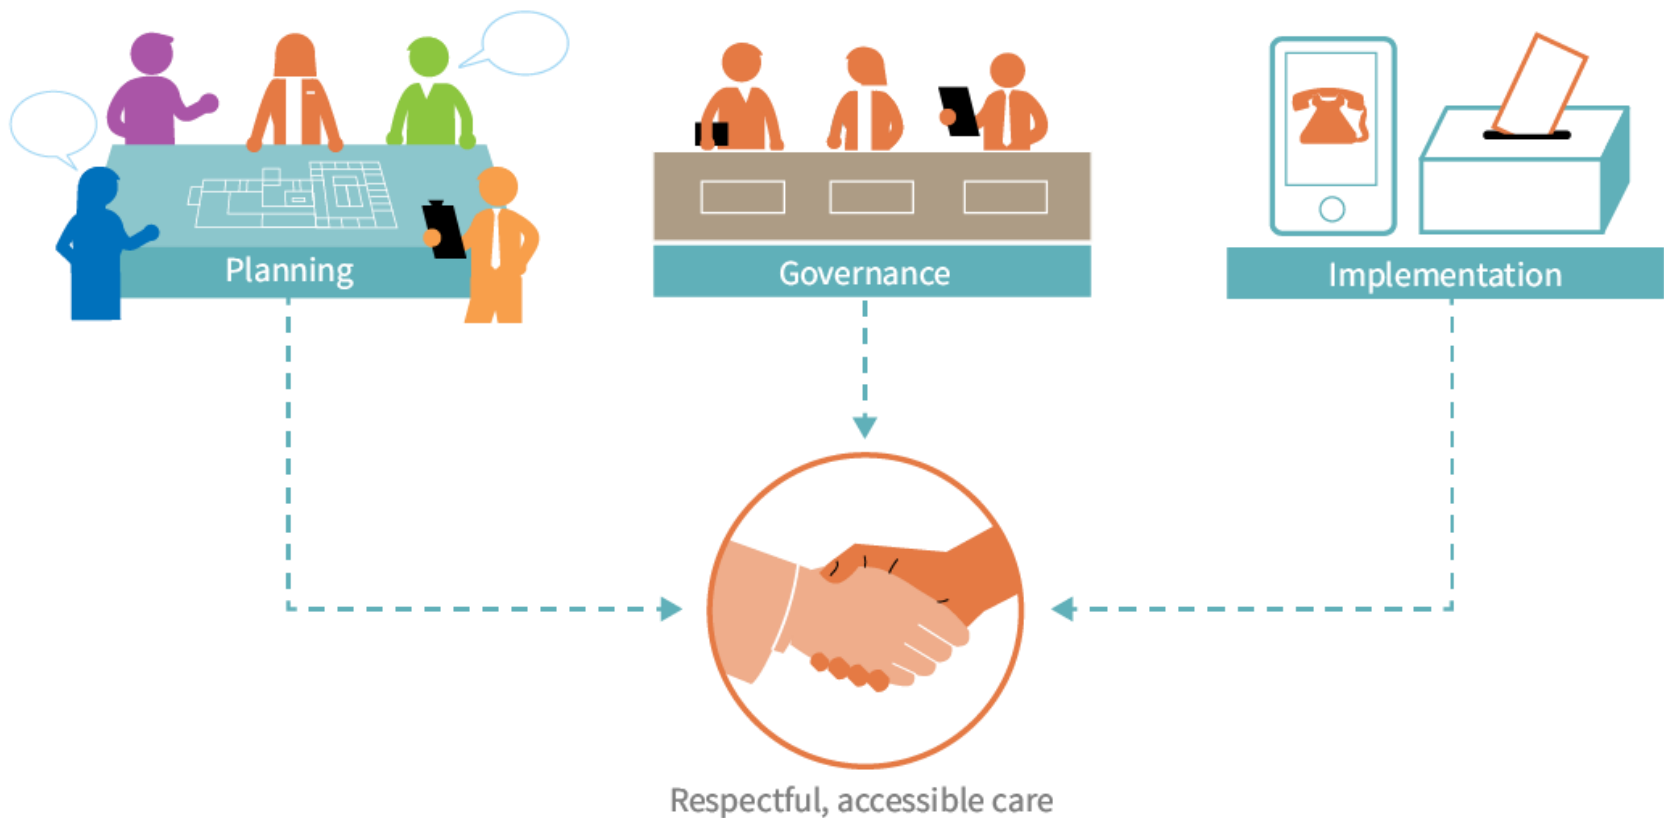 Planning
Governance
Implementation
Respectful, accessible care